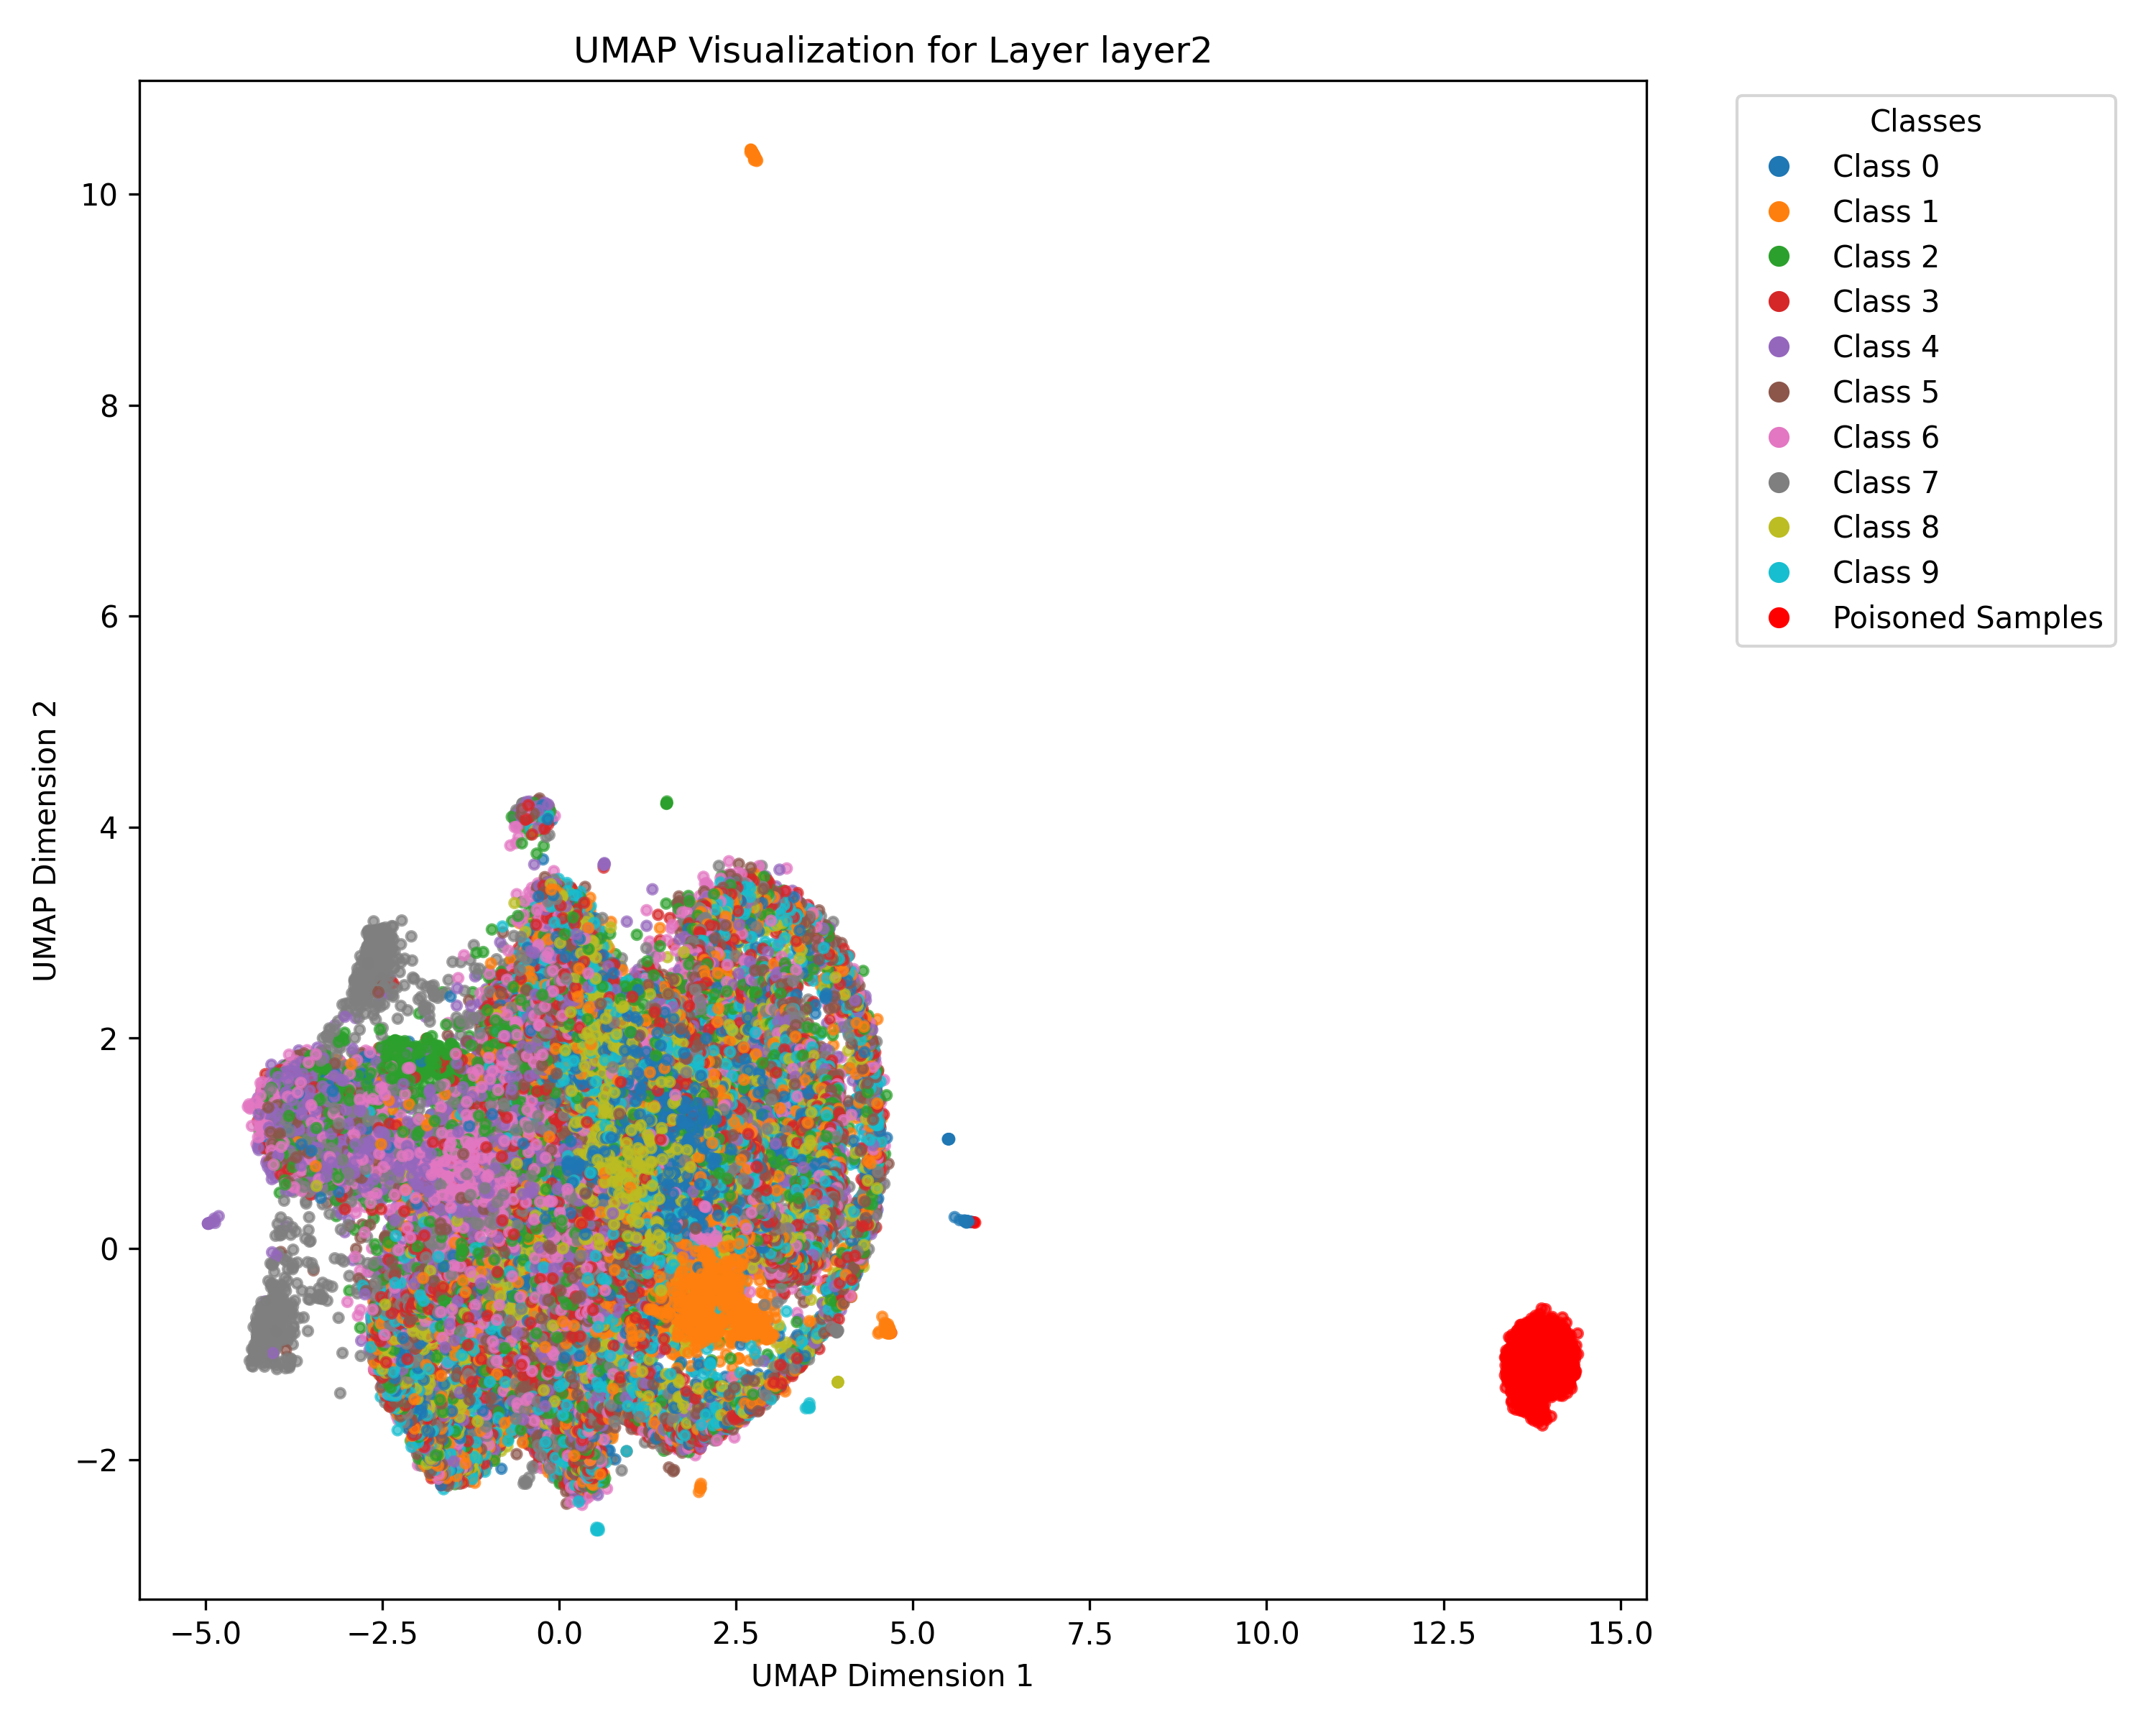 UMAP Visualization for Layer layer2
Classes
Class 0
Class 1
Class 2
Class 3
Class 4
Class 5
Class 6
Class 7
Class 8
Class 9
Poisoned Samples
UMAP Dimension 2
10
8
6
4
2
0
−2
−5.0 −2.5 0.0 2.5 5.0 7.5 10.0 12.5 15.0
UMAP Dimension 1